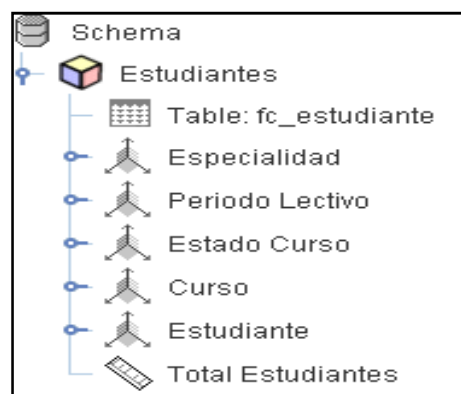 Schema
Estudiantes
Table: fc_estudiante
Especialidad
Periodo Lectivo
Estado Curso
Curso
Estudiante
Total Estudiantes